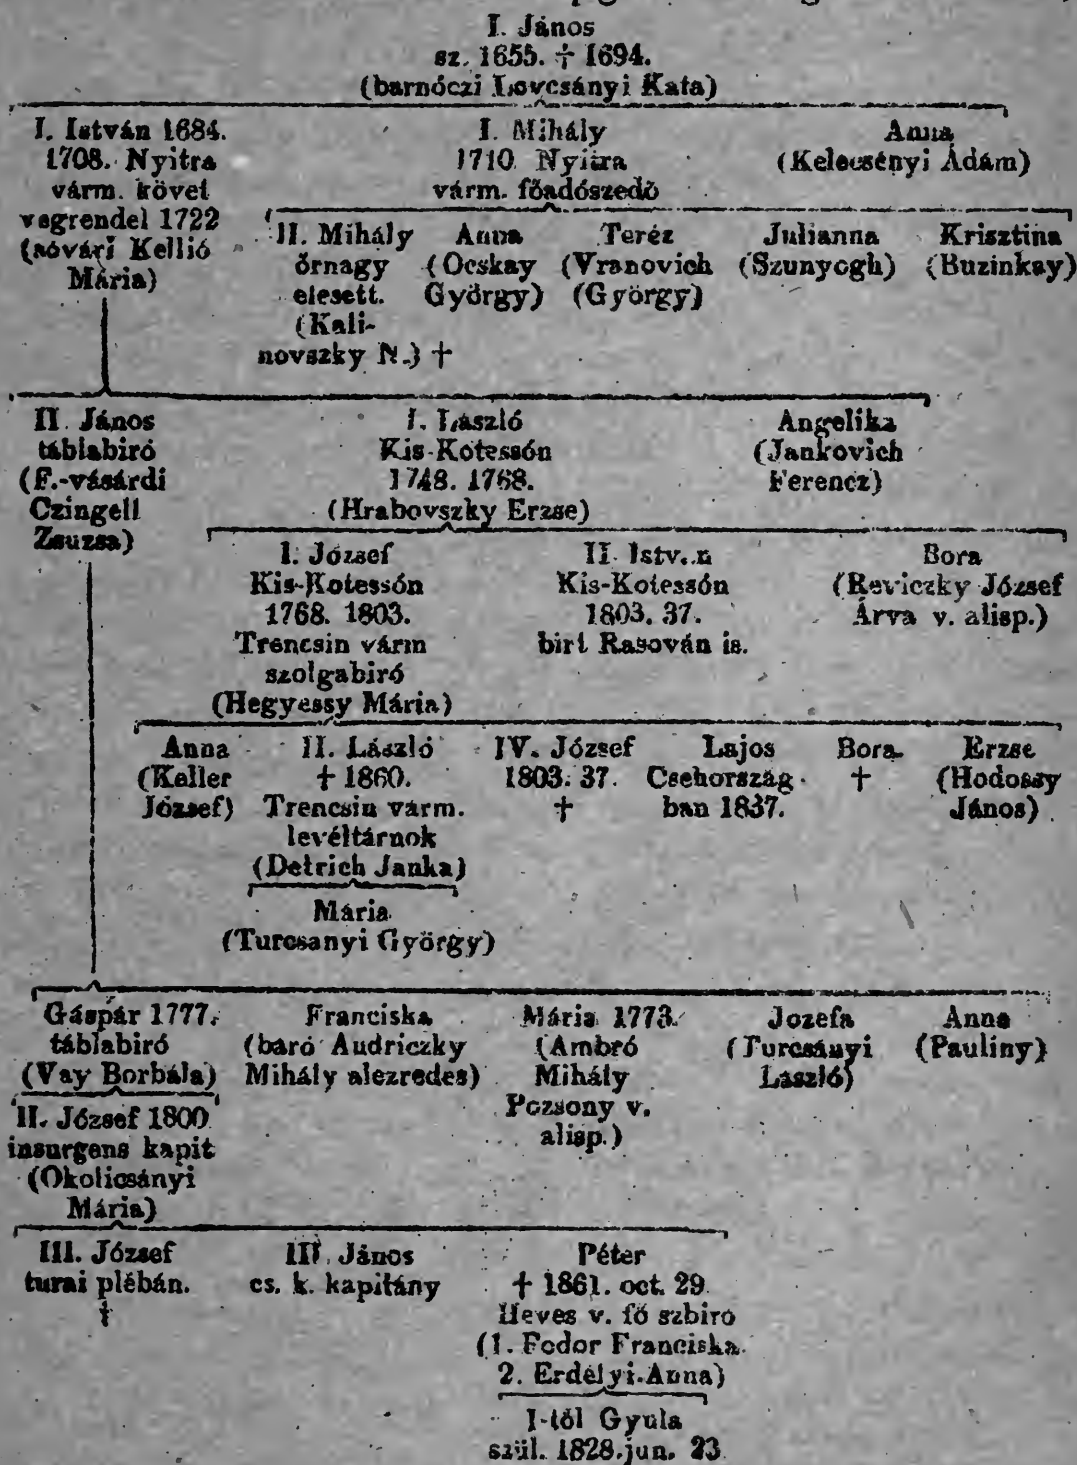 I. János
sz. 1655. † 1694.
(barnóczi Lovcsányi Kata)
I. István 1684.
1708. Nyitra
várm. követ
vegrendel 1722
(sóvári Kellió
Mária)
I. Mihály
1710. Nyitra
várm. főadószedő
Anna
(Kelecsényi Ádám)
II. Mihály
őrnagy
elesett.
(Kali-
novszky N.) †
Anna
(Ocskay
György)
Teréz
(Vranovich
(György)
Julianna
(Szunyogh)
Krisztina
(Buzinkay)
II. János
táblabiró
(F.-vásárdi
Czingell
Zsuzsa)
I. László
Kis-Kotessón
1748. 1768.
(Hrabovszky Erzse)
Angelika
(Jankovich
Ferencz)
I. József
Kis-Kotessón
1768. 1803.
Trencsin várm
szolgabiró
(Hegyessy Mária)
II. Istv.n
Kis-Kotessón
1803. 37.
birt Rasován is.
Bora
(Reviczky József
Árva v. alisp.)
Anna
(Keller
József)
II. László
† 1860.
Trencsin várm.
levéltárnok
(Detrich Janka)
IV. József
1803. 37.
†
Lajos
Csehország-
ban 1837.
Bora
†
Erzse
(Hodossy
János)
Mária
(Turcsanyi György)
Gáspár 1777.
táblabiró
(Vay Borbála)
Franciska
(báró Audriczky
Mihály alezredes)
Mária 1773.
(Ambró
Mihály
Pozsony v.
alisp.)
Jozefa
(Turcsányi
László)
Anna
(Pauliny)
II. József 1800
insurgens kapit
(Okolicsányi
Mária)
III. József
turai plébán.
†
III. János
cs. k. kapitány
Péter
† 1861. oct. 29
Heves v. fő szbiro
(1. Fodor Franciska.
2. Erdélyi Anna)
I-től Gyula
szül. 1828. jun. 23